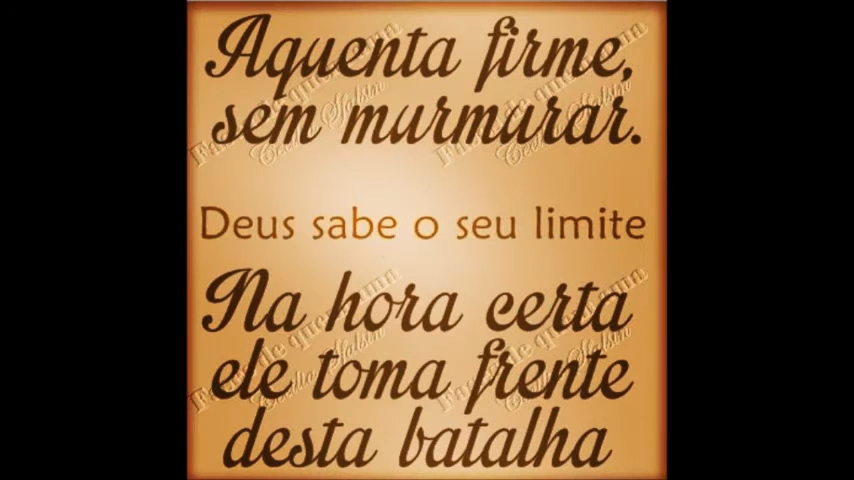 Aquenta firme,
sem murmurar.
Deus sabe o seu limite
Na hora certa
ele toma frente
desta batalha